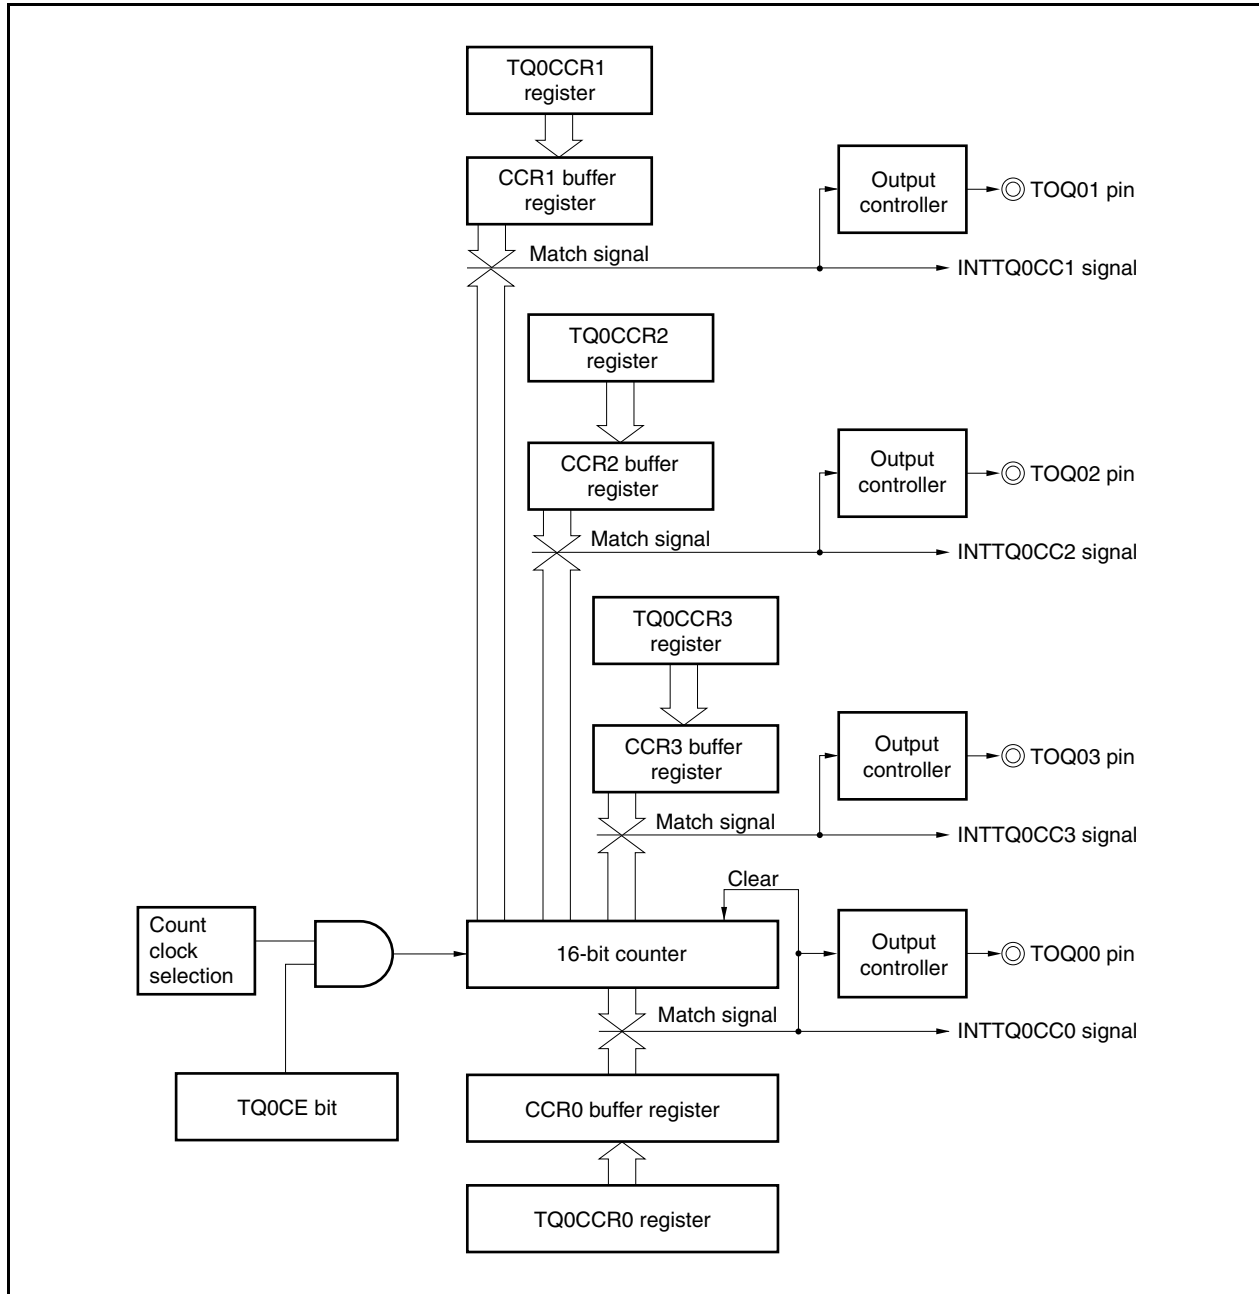 TQ0CCR1
register
CCR1 buffer
register
Output
controller
TOQ01 pin
Match signal
INTTQ0CC1 signal
TQ0CCR2
register
CCR2 buffer
register
Output
controller
TOQ02 pin
Match signal
INTTQ0CC2 signal
TQ0CCR3
register
CCR3 buffer
register
Output
controller
TOQ03 pin
Match signal
INTTQ0CC3 signal
Clear
Count
clock
selection
16-bit counter
Output
controller
TOQ00 pin
Match signal
INTTQ0CC0 signal
TQ0CE bit
CCR0 buffer register
TQ0CCR0 register